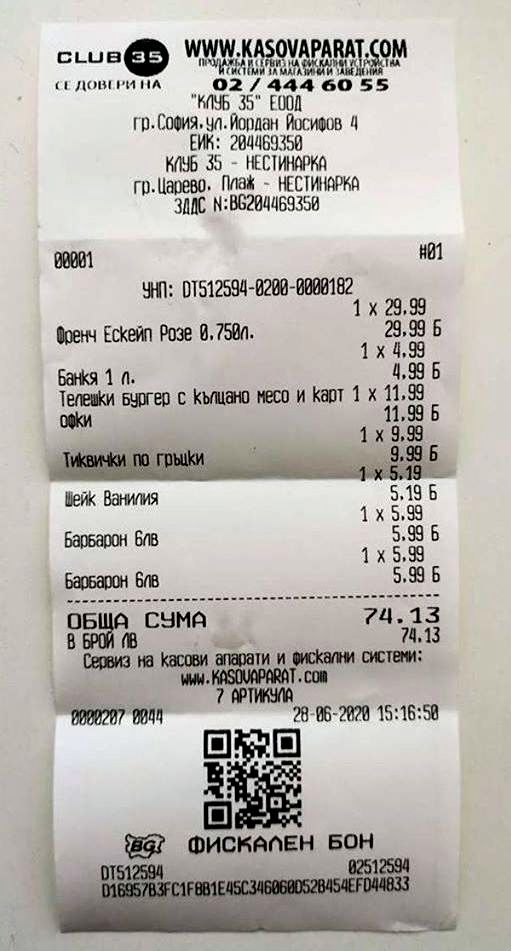 CLUB 35
WWW.KASOVAPARAT.COM
ПРОДАЖБА И СЕРВИЗ НА ФИСКАЛНИ УСТРОЙСТВА
И СИСТЕМИ ЗА МАГАЗИНИ И ЗАВЕДЕНИЯ
СЕ ДОВЕРИ НА
02 / 444 60 55
"КЛУБ 35" ЕООД
гр.София,ул.Йордан Йосифов 4
ЕИК: 204469350
КЛУБ 35 - НЕСТИНАРКА
гр.Царево, Плаж - НЕСТИНАРКА
ЗДДС N:BG204469350
00001 #01
УНП: DT512594-0200-0000182
1 x 29.99
Френч Ескейп Розе 0.750л. 29.99 Б
1 x 4.99
Банкя 1 л. 4.99 Б
Телешки бургер с кълцано месо и карт 1 x 11.99
офки 11.99 Б
1 x 9.99
Тиквички по гръцки 9.99 Б
1 x 5.19
Шейк Ванилия 5.19 Б
1 x 5.99
Барбарон 6лв 5.99 Б
1 x 5.99
Барбарон 6лв 5.99 Б
ОБЩА СУМА 74.13
В БРОЙ ЛВ 74.13
Сервиз на касови апарати и фискални системи:
www.KASOVAPARAT.com
7 АРТИКУЛА
0000207 0044 28-06-2020 15:16:50
BG
ФИСКАЛЕН БОН
DT512594 02512594
D16957B3FC1F8B1E45C346060D52B454EFD44833